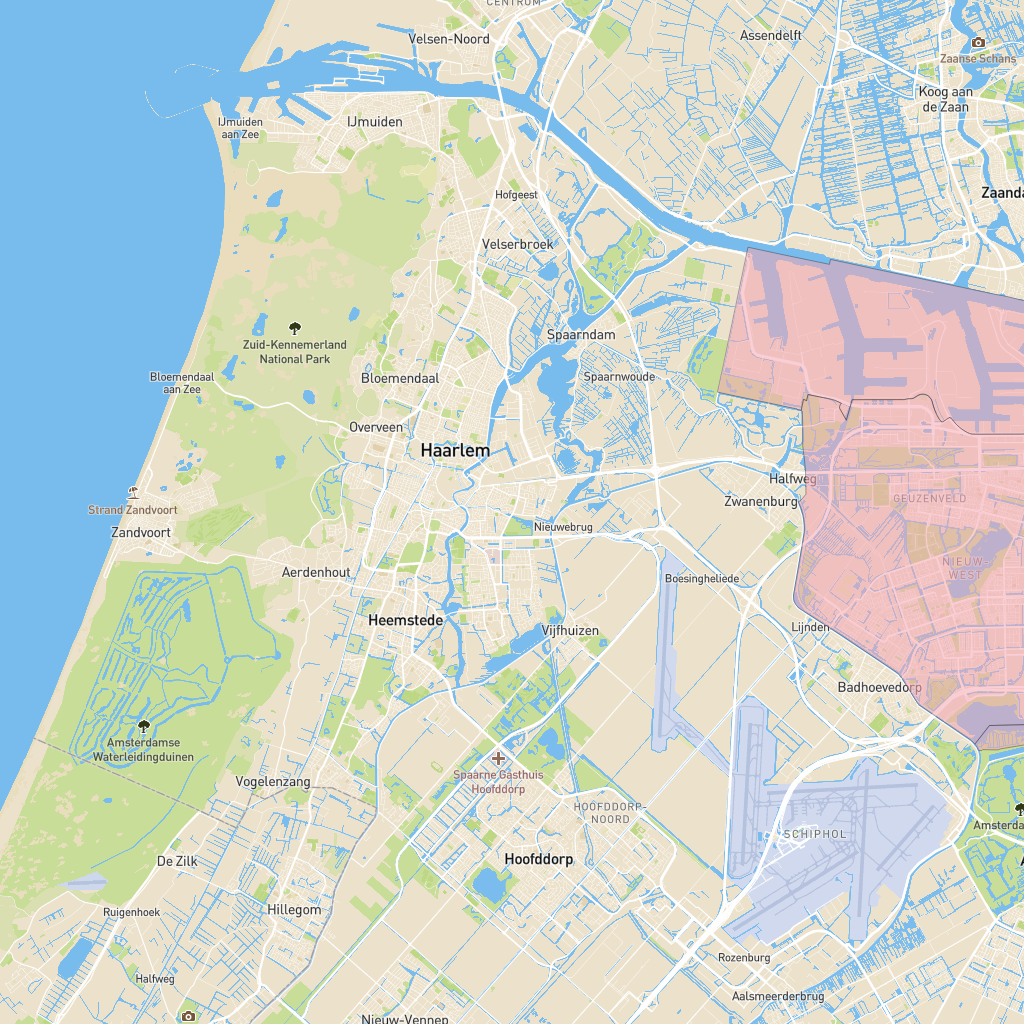 CENTRUM
Velsen-Noord
Assendelft
Zaanse Schans
Koog aan
de Zaan
IJmuiden
aan Zee
IJmuiden
Hofgeest
Velserbroek
Zuid-Kennemerland
National Park
Spaarndam
Bloemendaal
aan Zee
Bloemendaal
Spaarnwoude
Overveen
Haarlem
Halfweg
Zwanenburg
GEUZENVELD
Strand Zandvoort
Zandvoort
Nieuwebrug
NIEUW-
WEST
Aerdenhout
Boesingheliede
Heemstede
Vijfhuizen
Lijnden
Badhoevedorp
Amsterdamse
Waterleidingduinen
Vogelenzang
Spaarne Gasthuis
Hoofddorp
HOOFDDORP-
NOORD
SCHIPHOL
De Zilk
Hoofddorp
Ruigenhoek
Hillegom
Halfweg
Rozenburg
Aalsmeerderbrug
Nieuw-Vennep